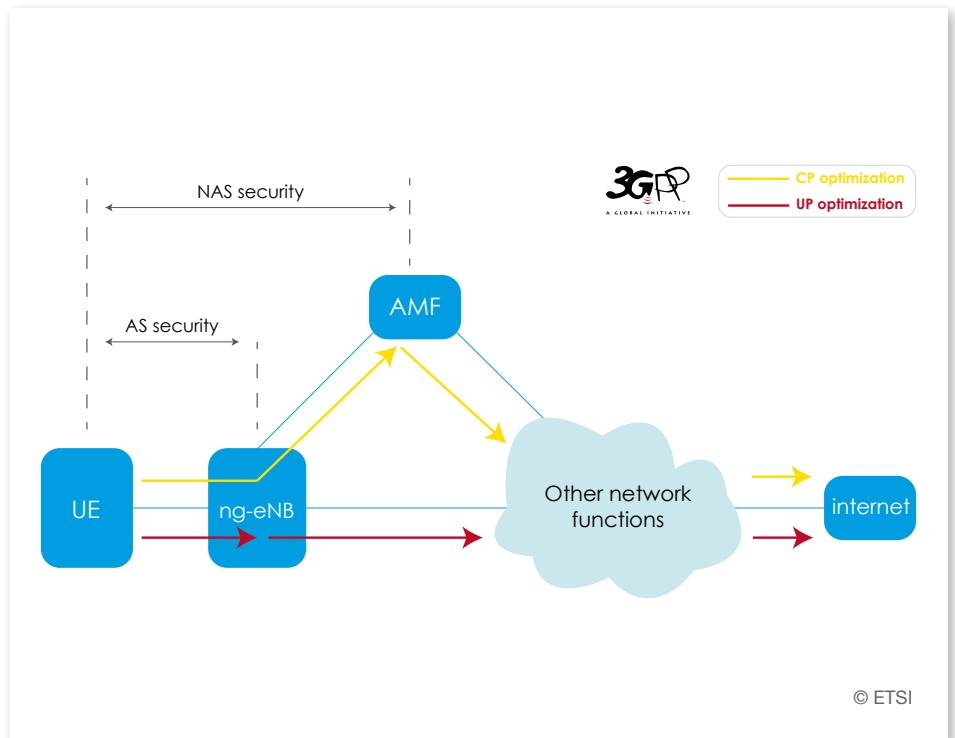 NAS security
3GPP
A GLOBAL INITIATIVE
CP optimization
UP optimization
AMF
AS security
UE
ng-eNB
Other network
functions
internet
© ETSI